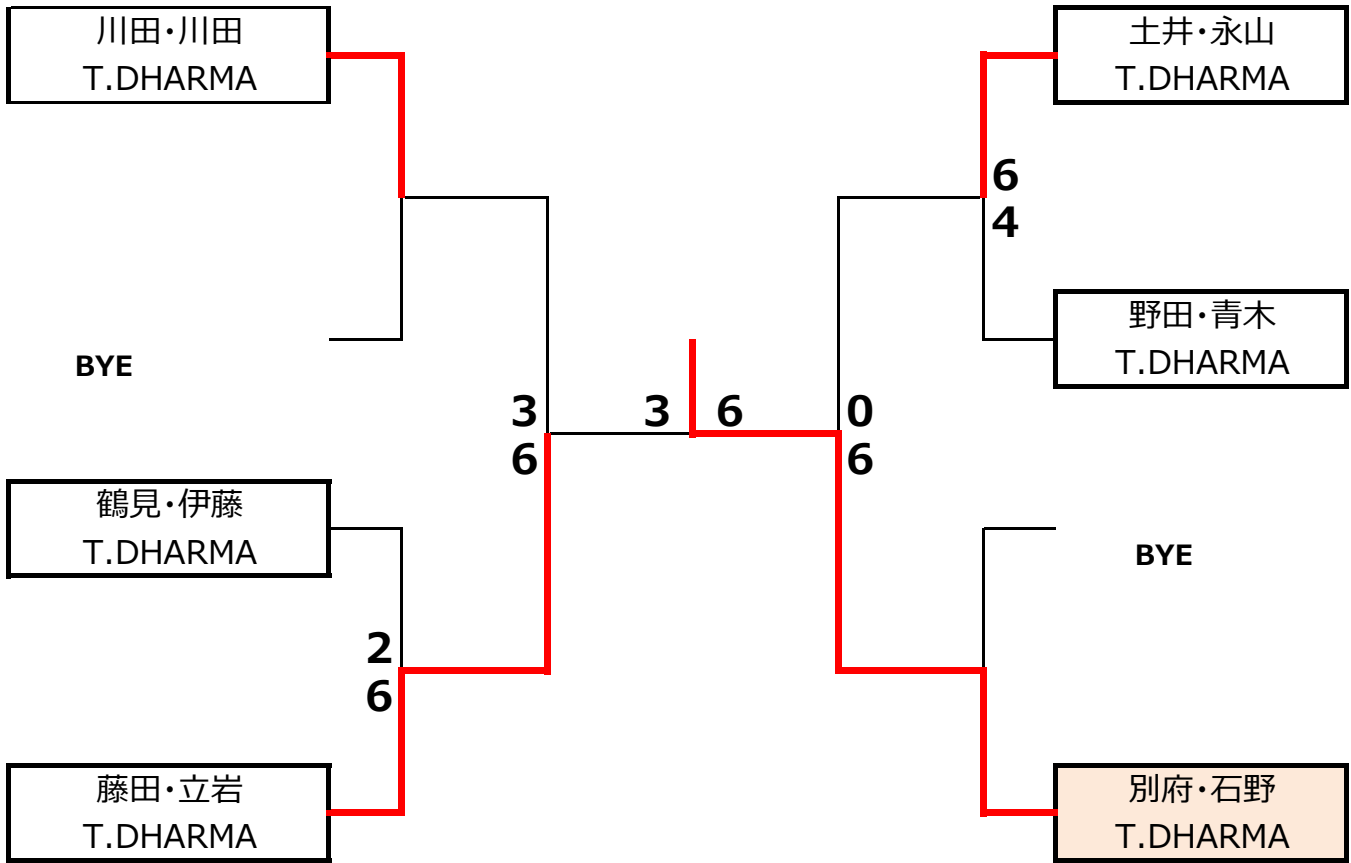 川田・川田
T.DHARMA
土井・永山
T.DHARMA
6
4
野田・青木
T.DHARMA
BYE
3
6
3
6
0
6
鶴見・伊藤
T.DHARMA
BYE
2
6
藤田・立岩
T.DHARMA
別府・石野
T.DHARMA